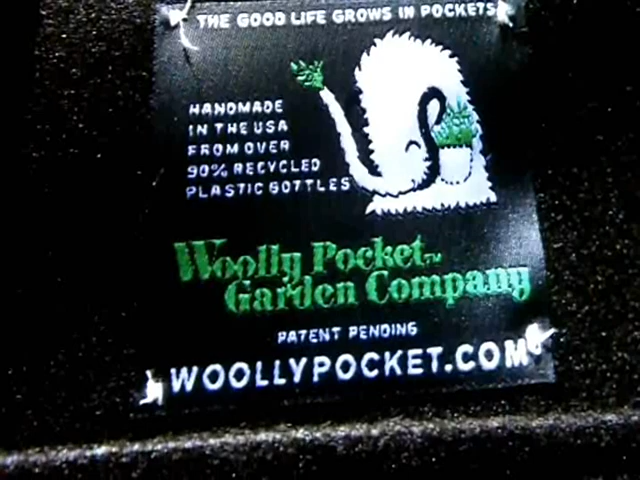 THE GOOD LIFE GROWS IN POCKETS
HANDMADE
IN THE USA
FROM OVER
90% RECYCLED
PLASTIC BOTTLES
Woolly Pocket™
Garden Company
PATENT PENDING
WOOLLYPOCKET.COM